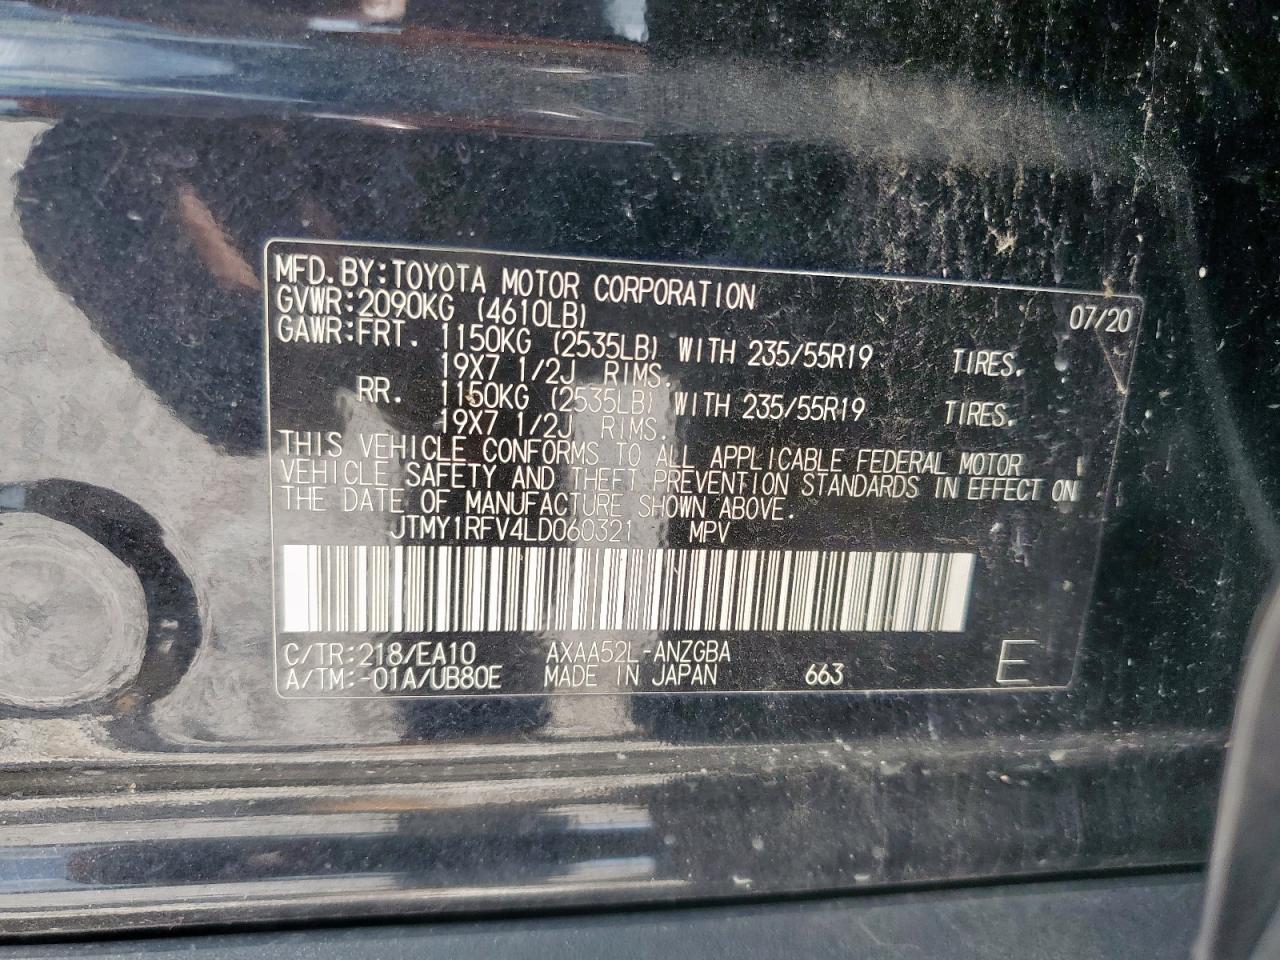 MFD.BY:TOYOTA MOTOR CORPORATION 07/20
GVWR:2090KG (4610LB)
GAWR:FRT. 1150KG (2535LB) WITH 235/55R19 TIRES.
19X7 1/2J RIMS.
RR. 1150KG (2535LB) WITH 235/55R19 TIRES.
19X7 1/2J RIMS.
THIS VEHICLE CONFORMS TO ALL APPLICABLE FEDERAL MOTOR
VEHICLE SAFETY AND THEFT PREVENTION STANDARDS IN EFFECT ON
THE DATE OF MANUFACTURE SHOWN ABOVE.
JTMY1RFV4LD060321 MPV
C/TR:218/EA10 AXAA52L-ANZGBA
A/TM:-01A/UB80E MADE IN JAPAN 663 E